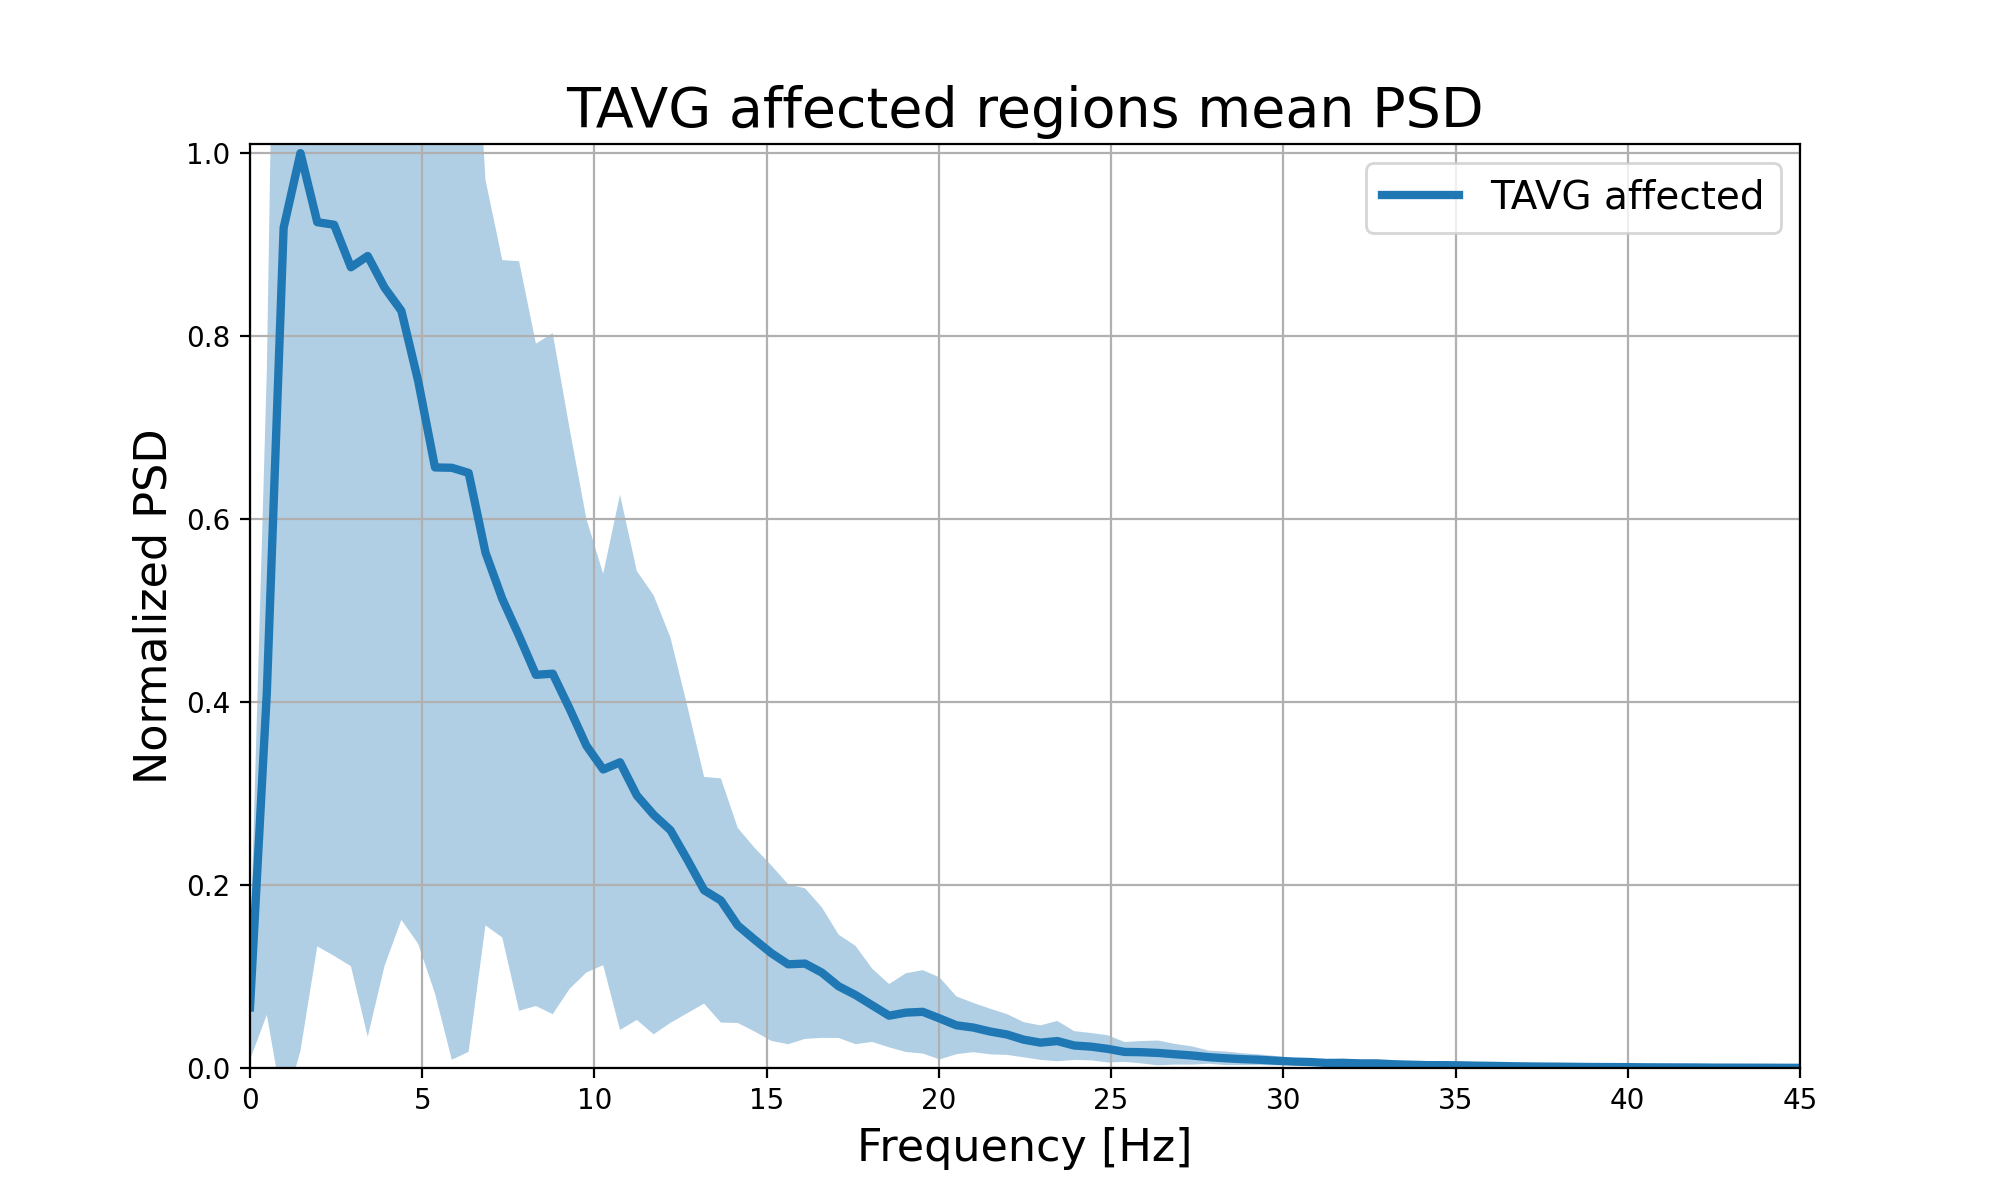 TAVG affected regions mean PSD
TAVG affected
Normalized PSD
1.0
0.8
0.6
0.4
0.2
0.0
0 5 10 15 20 25 30 35 40 45
Frequency [Hz]